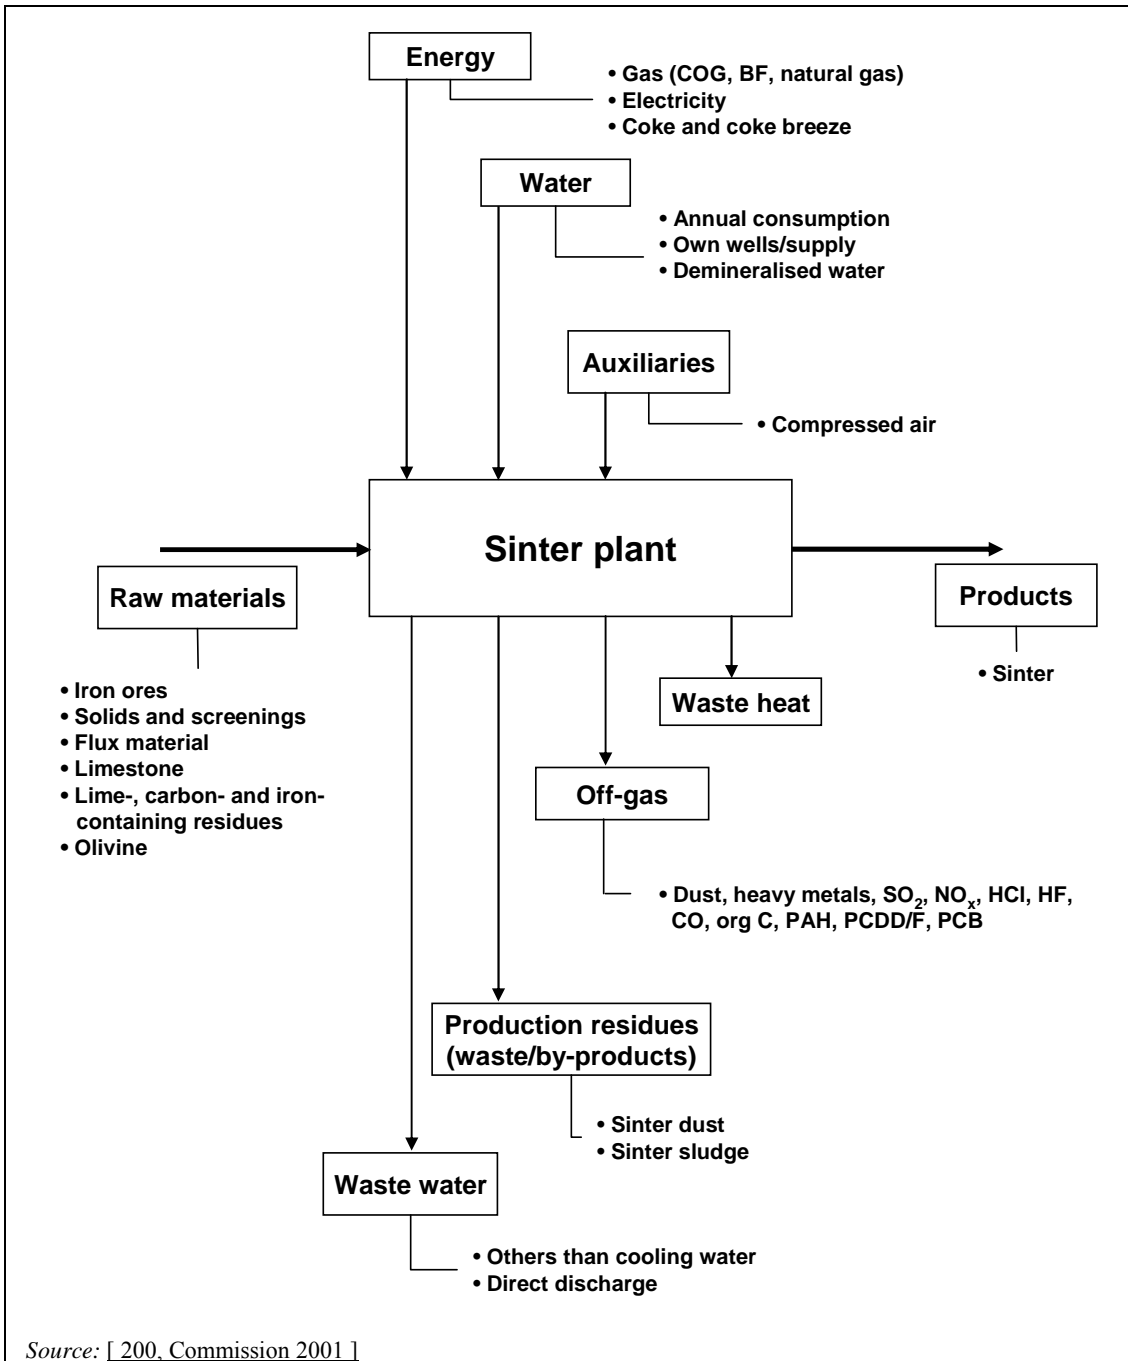 Energy
• Gas (COG, BF, natural gas)
• Electricity
• Coke and coke breeze
Water
• Annual consumption
• Own wells/supply
• Demineralised water
Auxiliaries
• Compressed air
Sinter plant
Raw materials
Products
• Iron ores
• Solids and screenings
• Flux material
• Limestone
• Lime-, carbon- and iron-
containing residues
• Olivine
• Sinter
Waste heat
Off-gas
• Dust, heavy metals, SO2, NOx, HCl, HF,
CO, org C, PAH, PCDD/F, PCB
Production residues
(waste/by-products)
• Sinter dust
• Sinter sludge
Waste water
• Others than cooling water
• Direct discharge
Source: [ 200, Commission 2001 ]